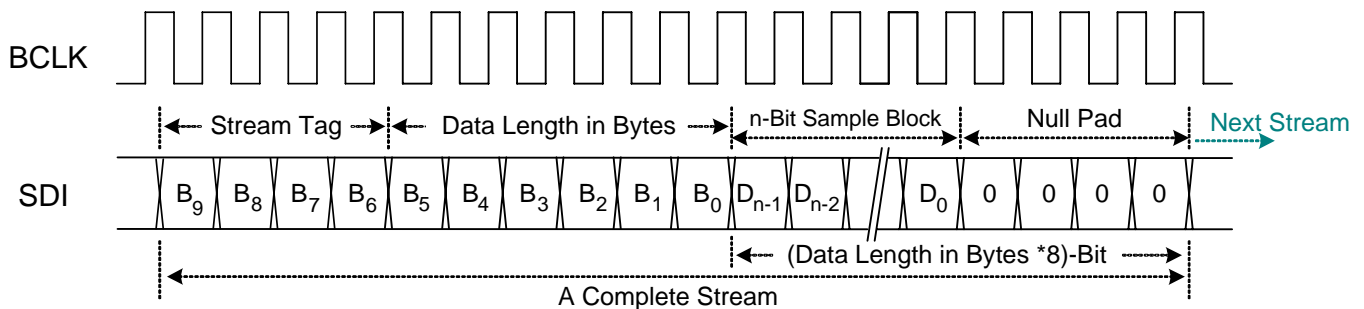 BCLK
Stream Tag Data Length in Bytes n-Bit Sample Block Null Pad Next Stream
SDI B9 B8 B7 B6 B5 B4 B3 B2 B1 B0 Dn-1 Dn-2 D0 0 0 0 0
(Data Length in Bytes *8)-Bit
A Complete Stream